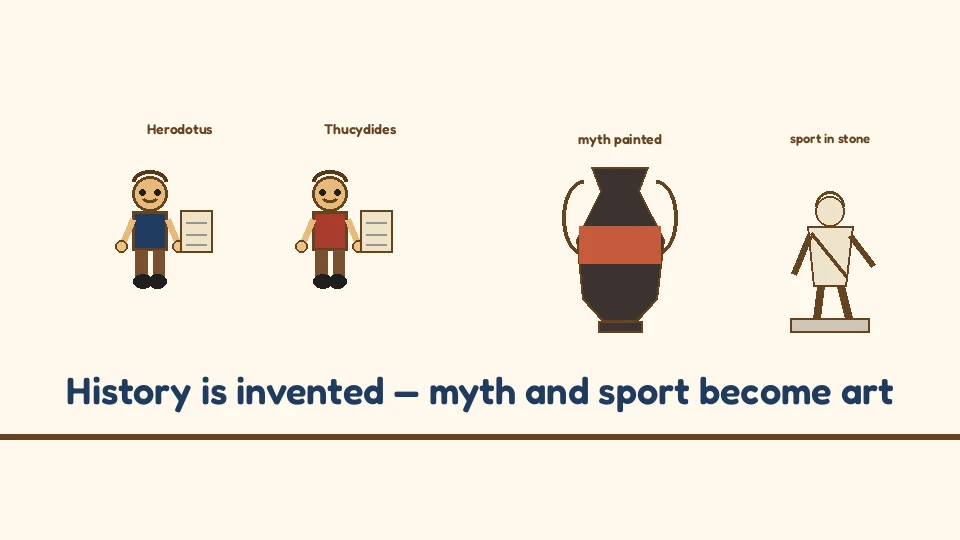 Herodotus
Thucydides
myth painted
sport in stone
History is invented — myth and sport become art